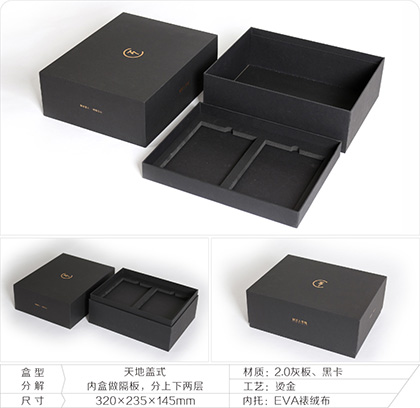 盒型 天地盖式 材质：2.0灰板、黑卡
分解 内盒做隔板，分上下两层 工艺：烫金
尺寸 320×235×145mm 内托：EVA裱绒布